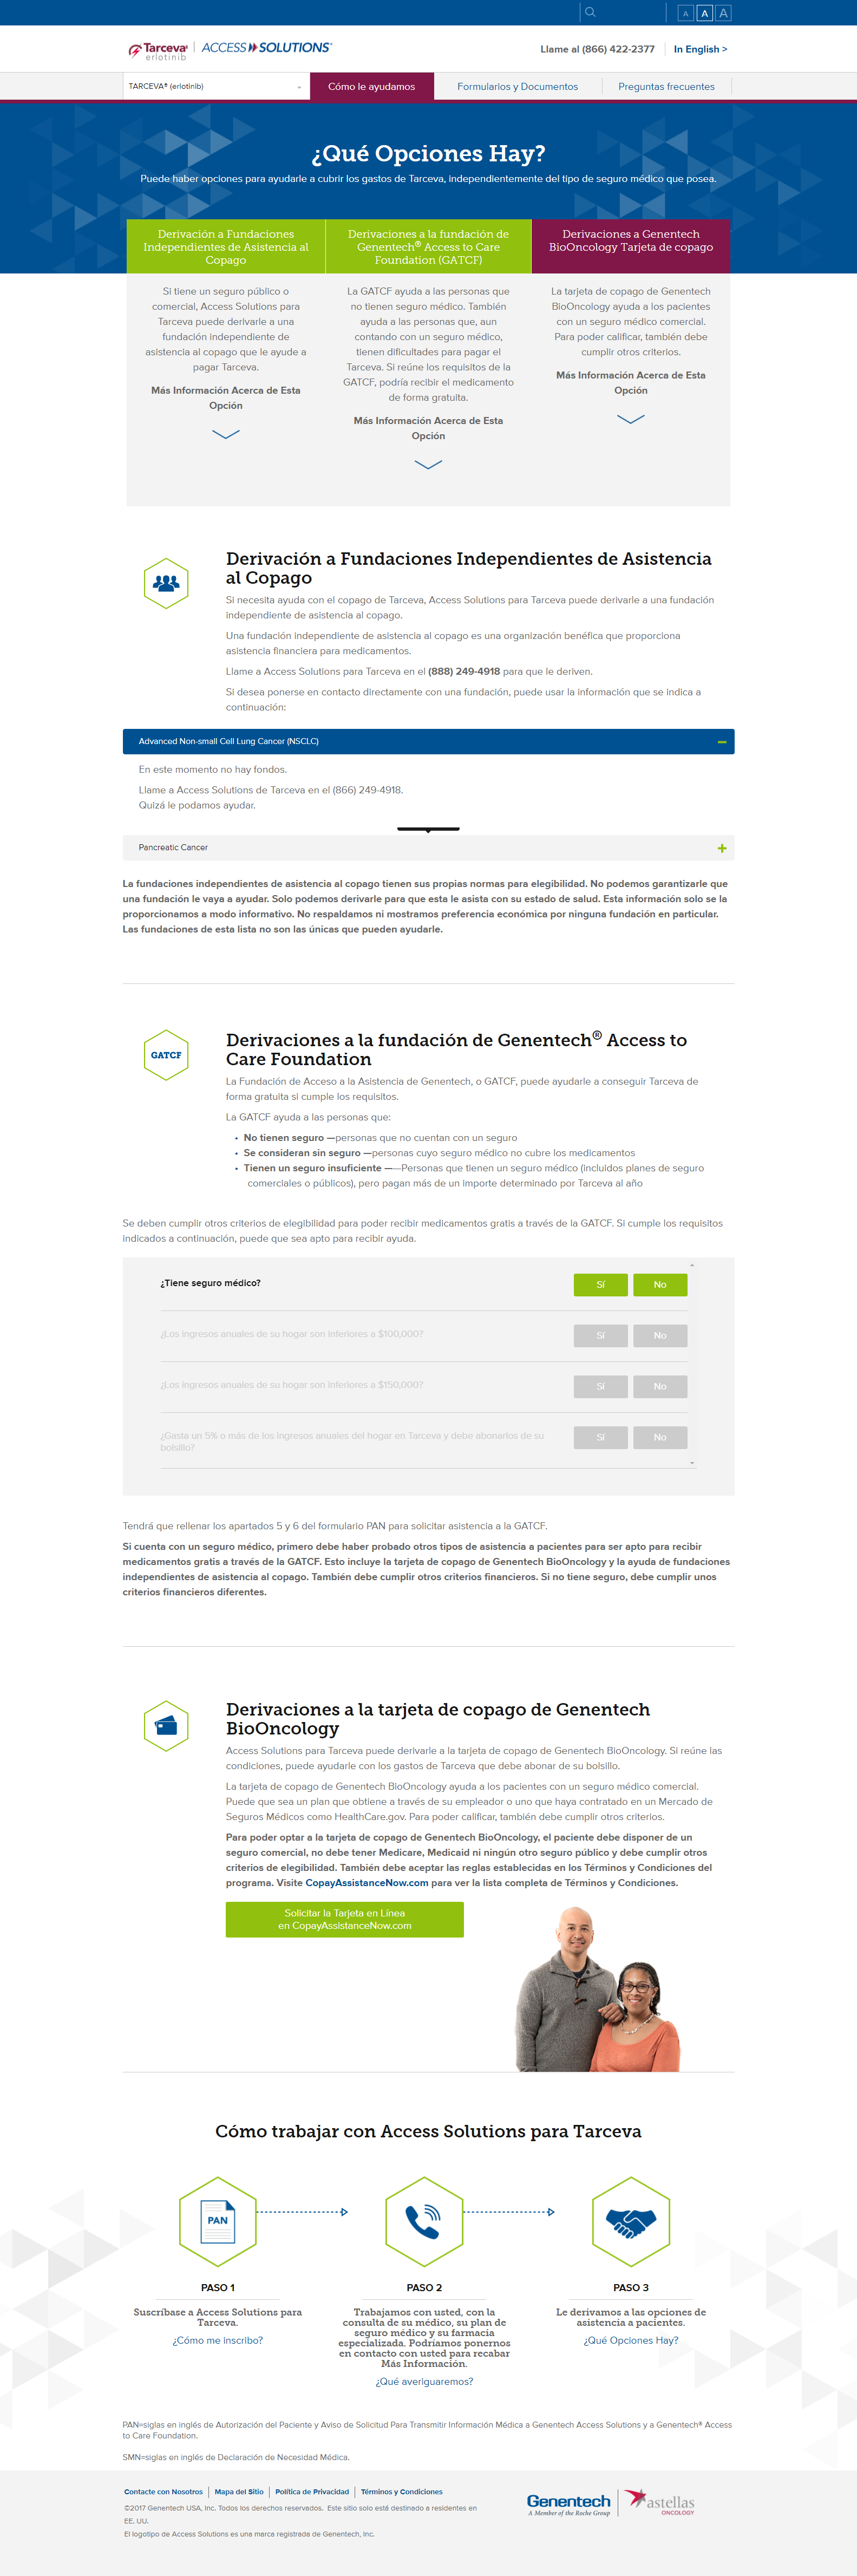 A A A
Tarceva®
erlotinib
ACCESS SOLUTIONS®
Llame al (866) 422-2377
In English >
TARCEVA® (erlotinib)
Cómo le ayudamos
Formularios y Documentos
Preguntas frecuentes
¿Qué Opciones Hay?
Puede haber opciones para ayudarle a cubrir los gastos de Tarceva, independientemente del tipo de seguro médico que posea.
Derivación a Fundaciones
Independientes de Asistencia al
Copago
Si tiene un seguro público o
comercial, Access Solutions para
Tarceva puede derivarle a una
fundación independiente de
asistencia al copago que le ayude a
pagar Tarceva.
Más Información Acerca de Esta
Opción
Derivaciones a la fundación de
Genentech® Access to Care
Foundation (GATCF)
La GATCF ayuda a las personas que
no tienen seguro médico. También
ayuda a las personas que, aun
contando con un seguro médico,
tienen dificultades para pagar el
Tarceva. Si reúne los requisitos de la
GATCF, podría recibir el medicamento
de forma gratuita.
Más Información Acerca de Esta
Opción
Derivaciones a Genentech
BioOncology Tarjeta de copago
La tarjeta de copago de Genentech
BioOncology ayuda a los pacientes
con un seguro médico comercial.
Para poder calificar, también debe
cumplir otros criterios.
Más Información Acerca de Esta
Opción
Derivación a Fundaciones Independientes de Asistencia
al Copago
Si necesita ayuda con el copago de Tarceva, Access Solutions para Tarceva puede derivarle a una fundación
independiente de asistencia al copago.
Una fundación independiente de asistencia al copago es una organización benéfica que proporciona
asistencia financiera para medicamentos.
Llame a Access Solutions para Tarceva en el (888) 249-4918 para que le deriven.
Si desea ponerse en contacto directamente con una fundación, puede usar la información que se indica a
continuación:
Advanced Non-small Cell Lung Cancer (NSCLC)
En este momento no hay fondos.
Llame a Access Solutions de Tarceva en el (866) 249-4918.
Quizá le podamos ayudar.
Pancreatic Cancer
La fundaciones independientes de asistencia al copago tienen sus propias normas para elegibilidad. No podemos garantizarle que
una fundación le vaya a ayudar. Solo podemos derivarle para que esta le asista con su estado de salud. Esta información solo se la
proporcionamos a modo informativo. No respaldamos ni mostramos preferencia económica por ninguna fundación en particular.
Las fundaciones de esta lista no son las únicas que pueden ayudarle.
GATCF
Derivaciones a la fundación de Genentech® Access to
Care Foundation
La Fundación de Acceso a la Asistencia de Genentech, o GATCF, puede ayudarle a conseguir Tarceva de
forma gratuita si cumple los requisitos.
La GATCF ayuda a las personas que:
• No tienen seguro —personas que no cuentan con un seguro
• Se consideran sin seguro —personas cuyo seguro médico no cubre los medicamentos
• Tienen un seguro insuficiente ——Personas que tienen un seguro médico (incluidos planes de seguro
comerciales o públicos), pero pagan más de un importe determinado por Tarceva al año
Se deben cumplir otros criterios de elegibilidad para poder recibir medicamentos gratis a través de la GATCF. Si cumple los requisitos
indicados a continuación, puede que sea apto para recibir ayuda.
¿Tiene seguro médico?
Sí No
¿Los ingresos anuales de su hogar son inferiores a $100,000?
Sí No
¿Los ingresos anuales de su hogar son inferiores a $150,000?
Sí No
¿Gasta un 5% o más de los ingresos anuales del hogar en Tarceva y debe abonarlos de su
bolsillo?
Sí No
Tendrá que rellenar los apartados 5 y 6 del formulario PAN para solicitar asistencia a la GATCF.
Si cuenta con un seguro médico, primero debe haber probado otros tipos de asistencia a pacientes para ser apto para recibir
medicamentos gratis a través de la GATCF. Esto incluye la tarjeta de copago de Genentech BioOncology y la ayuda de fundaciones
independientes de asistencia al copago. También debe cumplir otros criterios financieros. Si no tiene seguro, debe cumplir unos
criterios financieros diferentes.
Derivaciones a la tarjeta de copago de Genentech
BioOncology
Access Solutions para Tarceva puede derivarle a la tarjeta de copago de Genentech BioOncology. Si reúne las
condiciones, puede ayudarle con los gastos de Tarceva que debe abonar de su bolsillo.
La tarjeta de copago de Genentech BioOncology ayuda a los pacientes con un seguro médico comercial.
Puede que sea un plan que obtiene a través de su empleador o uno que haya contratado en un Mercado de
Seguros Médicos como HealthCare.gov. Para poder calificar, también debe cumplir otros criterios.
Para poder optar a la tarjeta de copago de Genentech BioOncology, el paciente debe disponer de un
seguro comercial, no debe tener Medicare, Medicaid ni ningún otro seguro público y debe cumplir otros
criterios de elegibilidad. También debe aceptar las reglas establecidas en los Términos y Condiciones del
programa. Visite CopayAssistanceNow.com para ver la lista completa de Términos y Condiciones.
Solicitar la Tarjeta en Línea
en CopayAssistanceNow.com
Cómo trabajar con Access Solutions para Tarceva
PAN
PASO 1
Suscríbase a Access Solutions para
Tarceva.
¿Cómo me inscribo?
PASO 2
Trabajamos con usted, con la
consulta de su médico, su plan de
seguro médico y su farmacia
especializada. Podríamos ponernos
en contacto con usted para recabar
Más Información.
¿Qué averiguaremos?
PASO 3
Le derivamos a las opciones de
asistencia a pacientes.
¿Qué Opciones Hay?
PAN=siglas en inglés de Autorización del Paciente y Aviso de Solicitud Para Transmitir Información Médica a Genentech Access Solutions y a Genentech® Access
to Care Foundation.
SMN=siglas en inglés de Declaración de Necesidad Médica.
Contacte con Nosotros
Mapa del Sitio
Política de Privacidad
Términos y Condiciones
©2017 Genentech USA, Inc. Todos los derechos reservados. Este sitio solo está destinado a residentes en
EE. UU.
El logotipo de Access Solutions es una marca registrada de Genentech, Inc.
Genentech
A Member of the Roche Group
astellas
ONCOLOGY